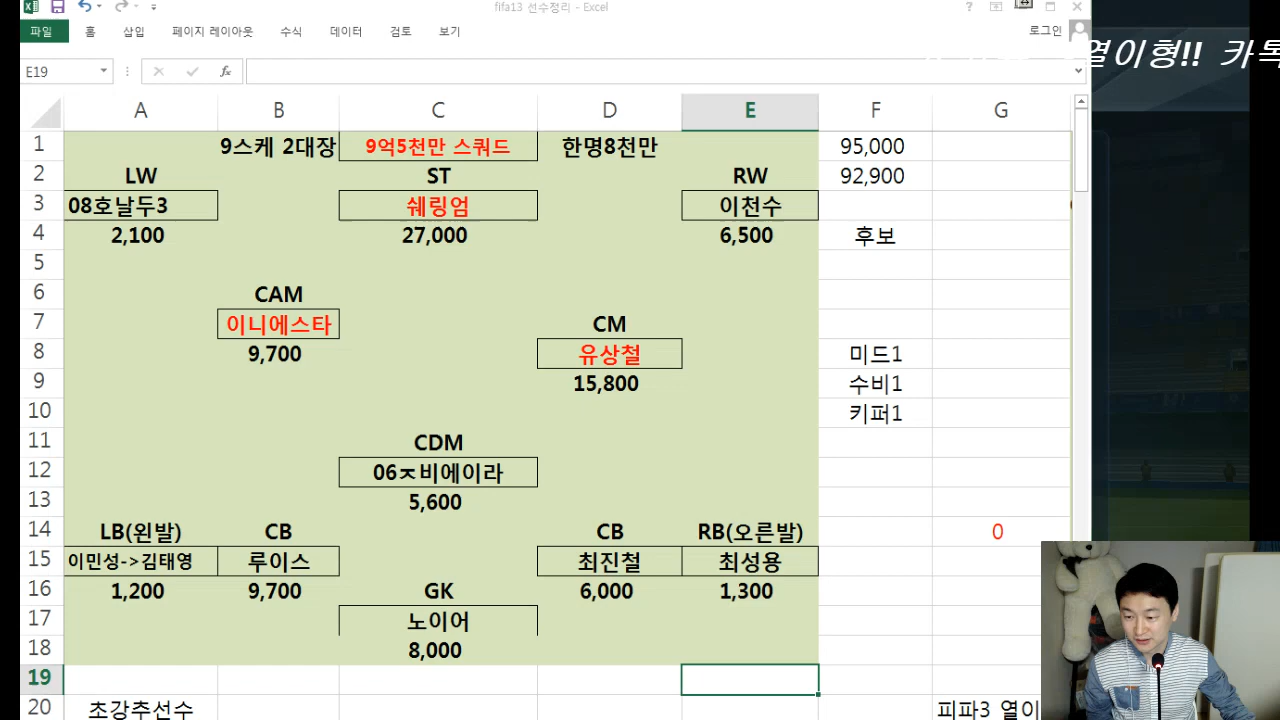 fifa13 선수정리 - Excel
파일 홈 삽입 페이지 레이아웃 수식 데이터 검토 보기 로그인
열이형!! 카톡
E19 fx
A B C D E F G
1 9스케 2대장 9억5천만 스쿼드 한명8천만 95,000
2 LW ST RW 92,900
3 08호날두3 쉐링엄 이천수
4 2,100 27,000 6,500 후보
5
6 CAM
7 이니에스타 CM
8 9,700 유상철 미드1
9 15,800 수비1
10 키퍼1
11 CDM
12 06ㅈ비에이라
13 5,600
14 LB(왼발) CB CB RB(오른발) 0
15 이민성->김태영 루이스 최진철 최성용
16 1,200 9,700 GK 6,000 1,300
17 노이어
18 8,000
19
20 초강추선수 피파3 열이